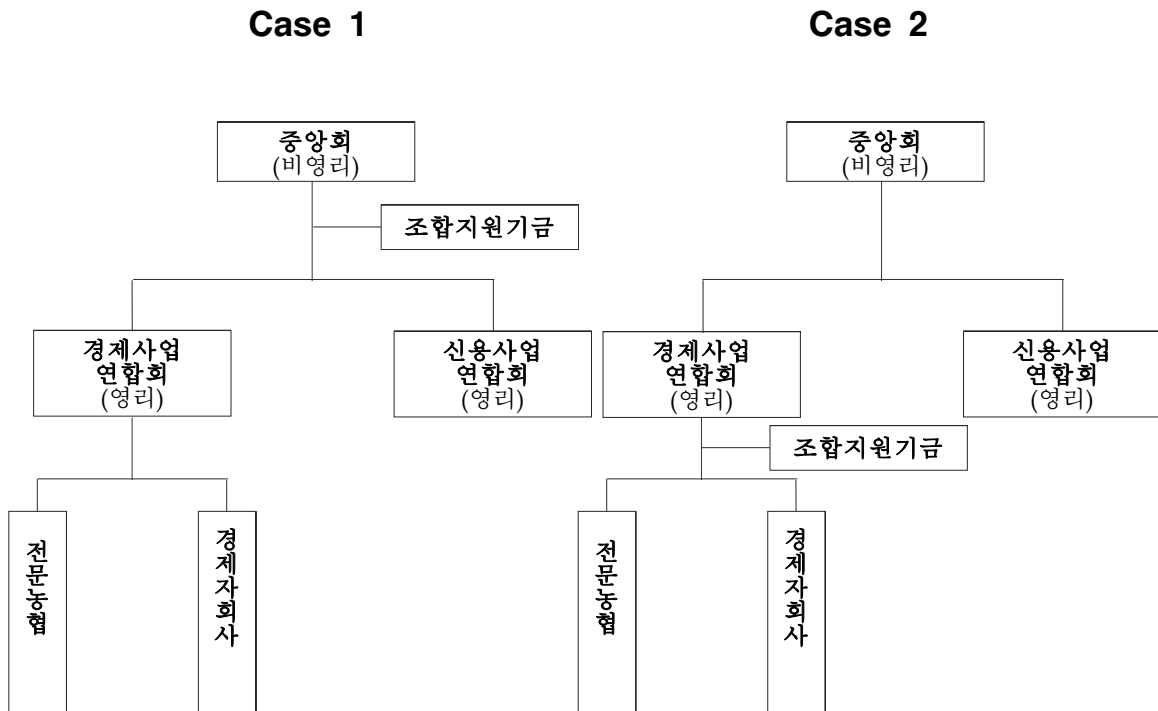 Case 1
중앙회
(비영리)
조합지원기금
경제사업
연합회
(영리)
신용사업
연합회
(영리)
전문농협
경제자회사
Case 2
중앙회
(비영리)
경제사업
연합회
(영리)
신용사업
연합회
(영리)
조합지원기금
전문농협
경제자회사